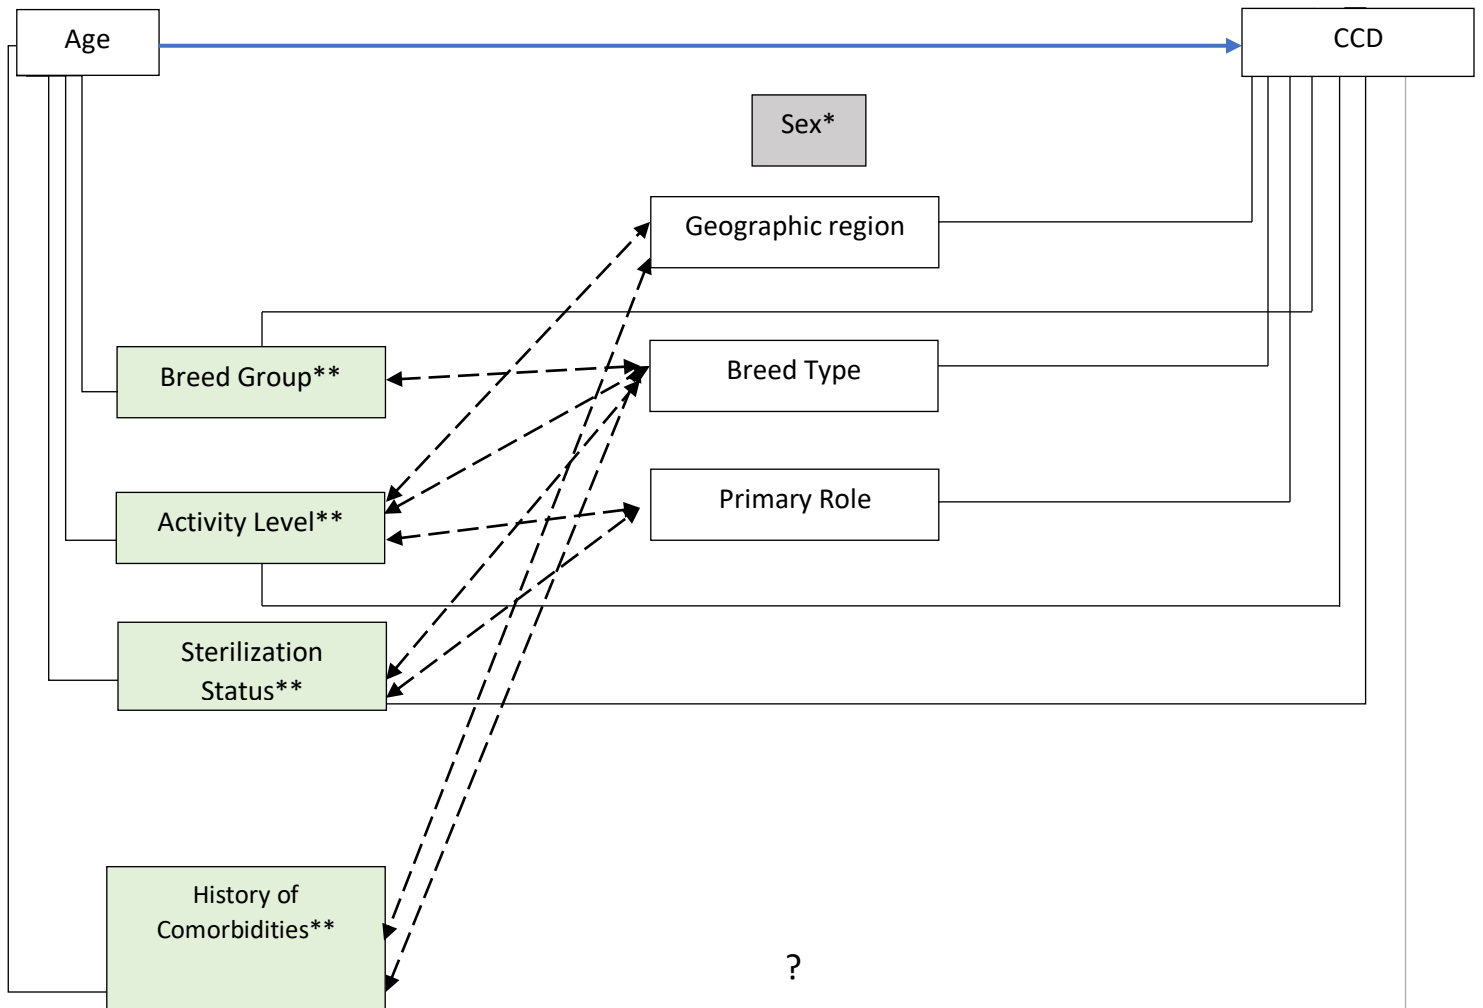 Age
CCD
Sex*
Geographic region
Breed Group**
Breed Type
Activity Level**
Primary Role
Sterilization
Status**
History of
Comorbidities**
?